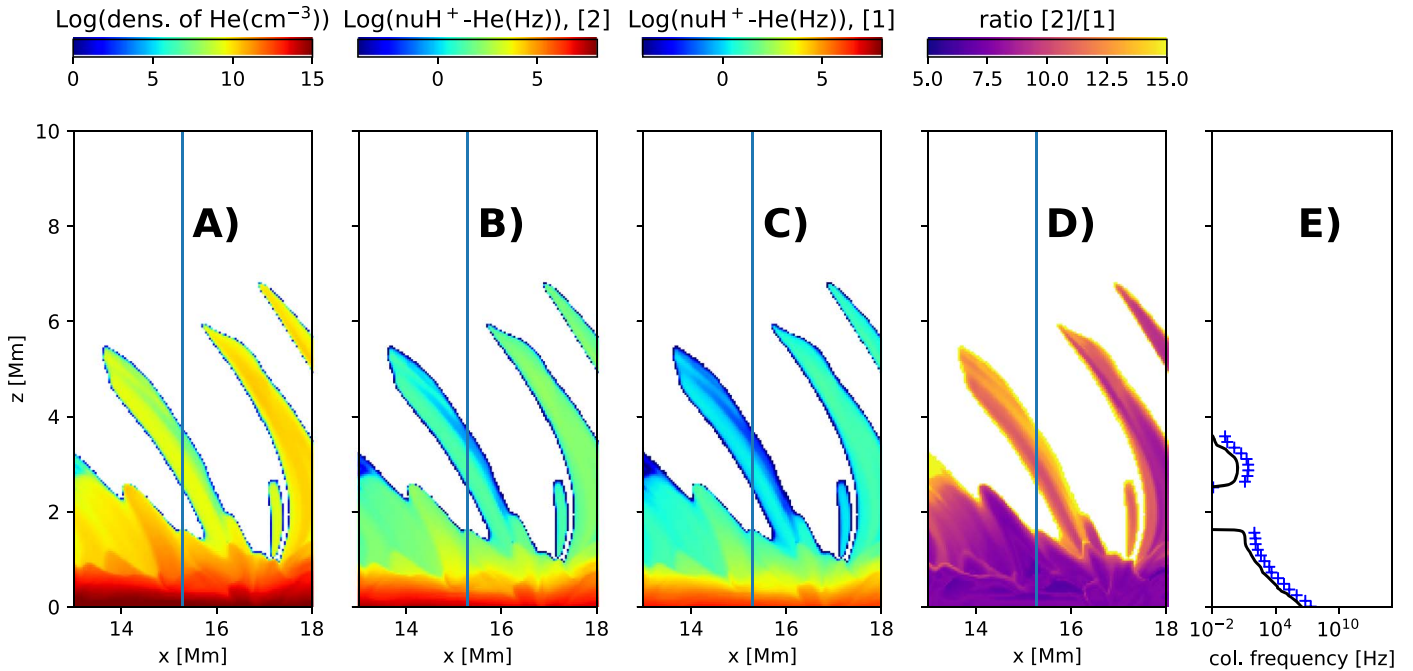 Log(dens. of He(cm⁻³)) Log(nuH⁺-He(Hz)), [2] Log(nuH⁺-He(Hz)), [1] ratio [2]/[1]
0 5 10 15 0 5 0 5 5.0 7.5 10.0 12.5 15.0
10
8
6
4
2
0
z [Mm]
A) B) C) D) E)
14 16 18 14 16 18 14 16 18 14 16 18 10⁻² 10⁴ 10¹⁰
x [Mm] x [Mm] x [Mm] x [Mm] col. frequency [Hz]